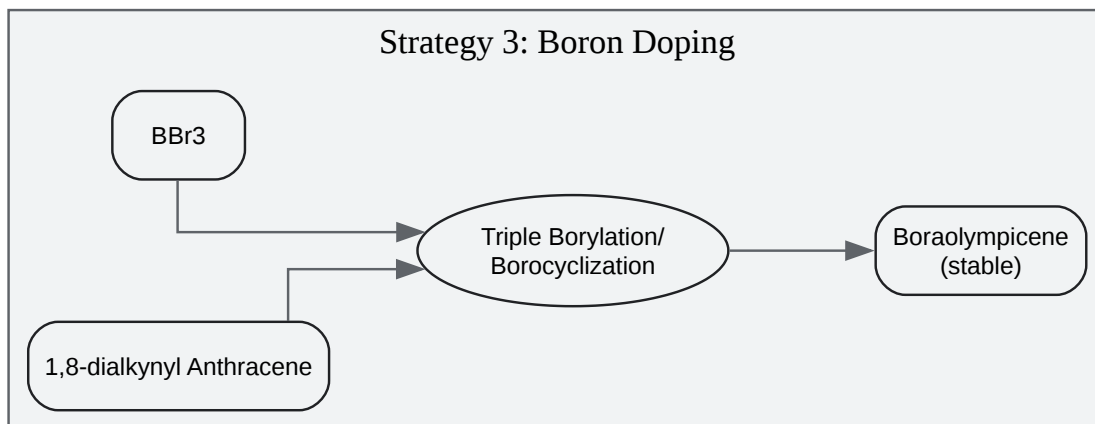 Strategy 3: Boron Doping
BBr3
Triple Borylation/
Borocyclization
Boraolympicene
(stable)
1,8-dialkynyl Anthracene